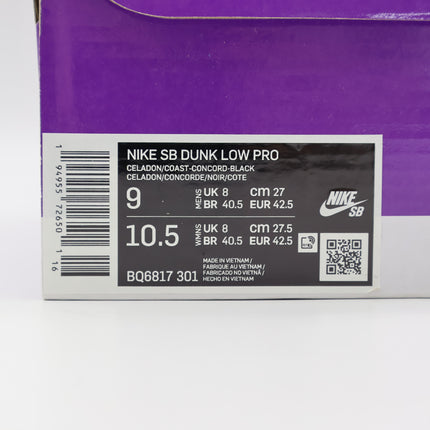 NIKE SB DUNK LOW PRO
CELADON/COAST-CONCORD-BLACK
CELADON/CONCORDE/NOIR/COTE
9 MENS UK 8 CM 27
BR 40.5 EUR 42.5
10.5 WMNS UK 8 CM 27.5
BR 40.5 EUR 42.5
BQ6817 301
MADE IN VIETNAM /
FABRIQUE AU VIETNAM /
FABRICADO NO VIETNÃ /
HECHO EN VIETNAM
NIKE
SB
1 94955 72650 1 16